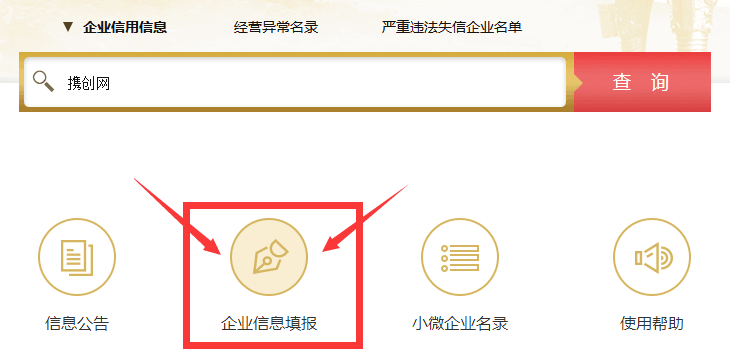 企业信用信息 经营异常名录 严重违法失信企业名单
携创网 查 询
信息公告 企业信息填报 小微企业名录 使用帮助